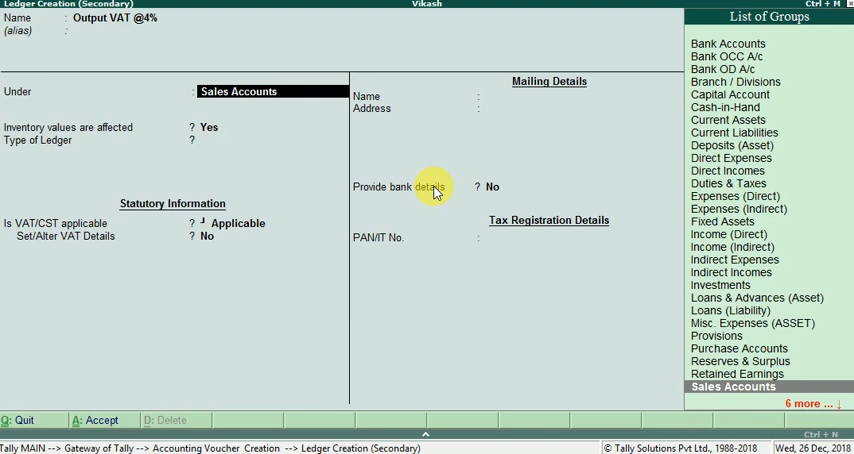 Ledger Creation (Secondary) Vikash Ctrl + M
Name : Output VAT @4%
(alias) :
Under : Sales Accounts
Inventory values are affected ? Yes
Type of Ledger ?
Statutory Information
Is VAT/CST applicable ? ┘ Applicable
Set/Alter VAT Details ? No
Mailing Details
Name :
Address :
Provide bank details ? No
Tax Registration Details
PAN/IT No. :
List of Groups
Bank Accounts
Bank OCC A/c
Bank OD A/c
Branch / Divisions
Capital Account
Cash-in-Hand
Current Assets
Current Liabilities
Deposits (Asset)
Direct Expenses
Direct Incomes
Duties & Taxes
Expenses (Direct)
Expenses (Indirect)
Fixed Assets
Income (Direct)
Income (Indirect)
Indirect Expenses
Indirect Incomes
Investments
Loans & Advances (Asset)
Loans (Liability)
Misc. Expenses (ASSET)
Provisions
Purchase Accounts
Reserves & Surplus
Retained Earnings
Sales Accounts
6 more ... ↓
Q: Quit A: Accept D: Delete
Ctrl + N
Tally MAIN --> Gateway of Tally --> Accounting Voucher Creation --> Ledger Creation (Secondary) © Tally Solutions Pvt Ltd., 1988-2018 Wed, 26 Dec, 2018